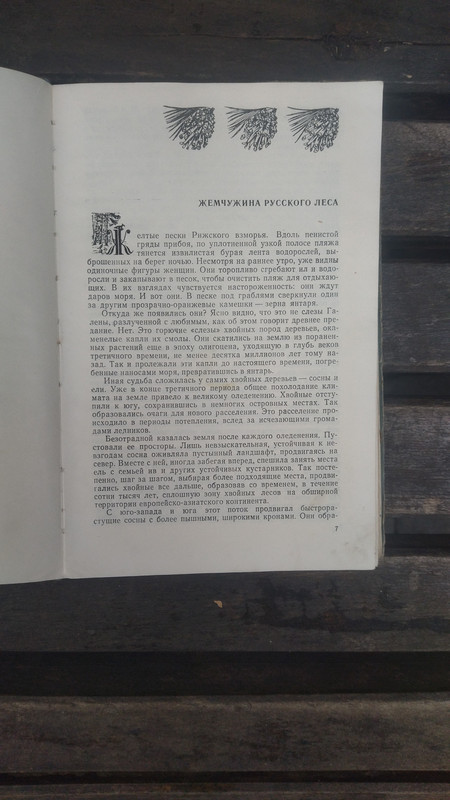 ЖЕМЧУЖИНА РУССКОГО ЛЕСА
Желтые пески Рижского взморья. Вдоль пенистой
гряды прибоя, по уплотненной узкой полосе пляжа
тянется извилистая бурая лента водорослей, вы-
брошенных на берег ночью. Несмотря на раннее утро, уже видны
одиночные фигуры женщин. Они торопливо сгребают ил и водо-
росли и закапывают в песок, чтобы очистить пляж для отдыхаю-
щих. В их взглядах чувствуется настороженность: они ждут
даров моря. И вот они. В песке под граблями сверкнули один
за другим прозрачно-оранжевые камешки — зерна янтаря.
Откуда же появились они? Ясно видно, что это не слезы Га-
лены, разлученной с любимым, как об этом говорит древнее пре-
дание. Нет. Это горючие «слезы» хвойных пород деревьев, ока-
менелые капли их смолы. Они скатились на землю из поранен-
ных растений еще в эпоху олигоцена, уходящую в глубь веков
третичного времени, не менее десятка миллионов лет тому на-
зад. Так и пролежали эти капли до настоящего времени, погре-
бенные наносами моря, превратившись в янтарь.
Иная судьба сложилась у самих хвойных деревьев — сосны и
ели. Уже в конце третичного периода общее похолодание кли-
мата на земле привело к великому оледенению. Хвойные отсту-
пили к югу, сохранившись в немногих островных местах. Так
образовались очаги для нового расселения. Это расселение про-
исходило в периоды потепления, вслед за исчезающими грома-
дами ледников.
Безотрадной казалась земля после каждого оледенения. Пу-
стовали ее просторы. Лишь невзыскательная, устойчивая к не-
взгодам сосна оживляла пустынный ландшафт, продвигаясь на
север. Вместе с ней, иногда забегая вперед, спешила занять места
ель с семьей ив и других устойчивых кустарников. Так посте-
пенно, шаг за шагом, выбирая более подходящие места, продви-
гались хвойные все дальше, образовав со временем, в течение
сотни тысяч лет, сплошную зону хвойных лесов на обширной
территории европейско-азиатского континента.
С юго-запада и юга этот поток продвигал быстрора-
стущие сосны с более пышными, широкими кронами. Они обра-
7